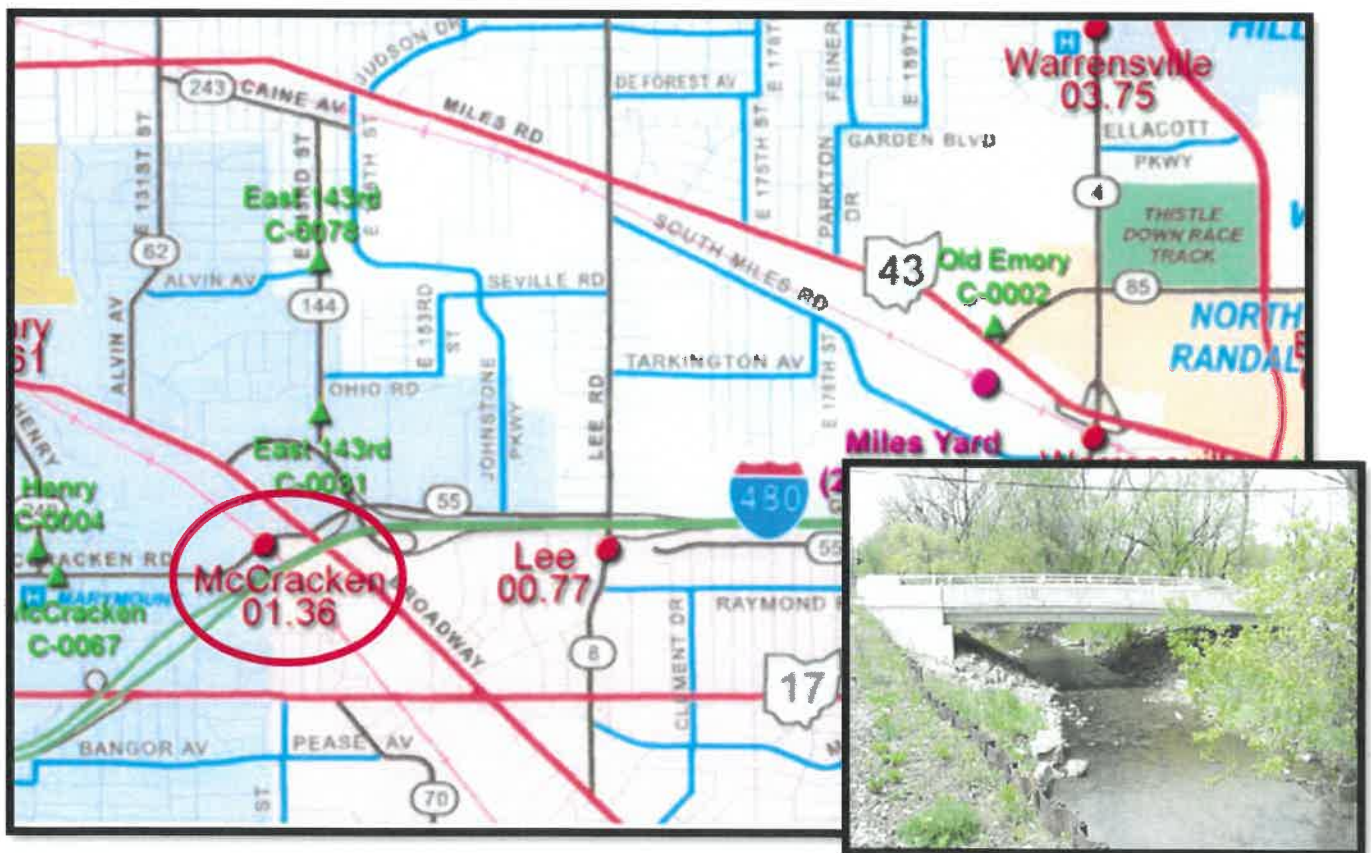 JUDSON DR
243
CAINE AV
MILES RD
E 131ST ST
DE FOREST AV
E 175TH ST
PARKTON
FEINER
DR
E 189TH
GARDEN BLVD
H
Warrensville
03.75
ELLACOTT
PKWY
4
THISTLE
DOWN RACE
TRACK
East 143rd
C-0078
62
ALVIN AV
ALVIN AV
144
SEVILLE RD
E 153RD
ST
SOUTH MILES RD
43
Old Emory
C-0002
85
NORTH
RANDAL
OHIO RD
JOHNSTONE
PKWY
LEE RD
TARKINGTON AV
E 176TH ST
Miles Yard
HENRY
Henry
C-0004
East 143rd
C-0031
55
480
McCracken
01.36
Lee
00.77
55
H
MARYMOUN
McCracken
C-0067
BROADWAY
CLEMENT DR
RAYMOND
8
17
BANGOR AV
PEASE AV
ST
70